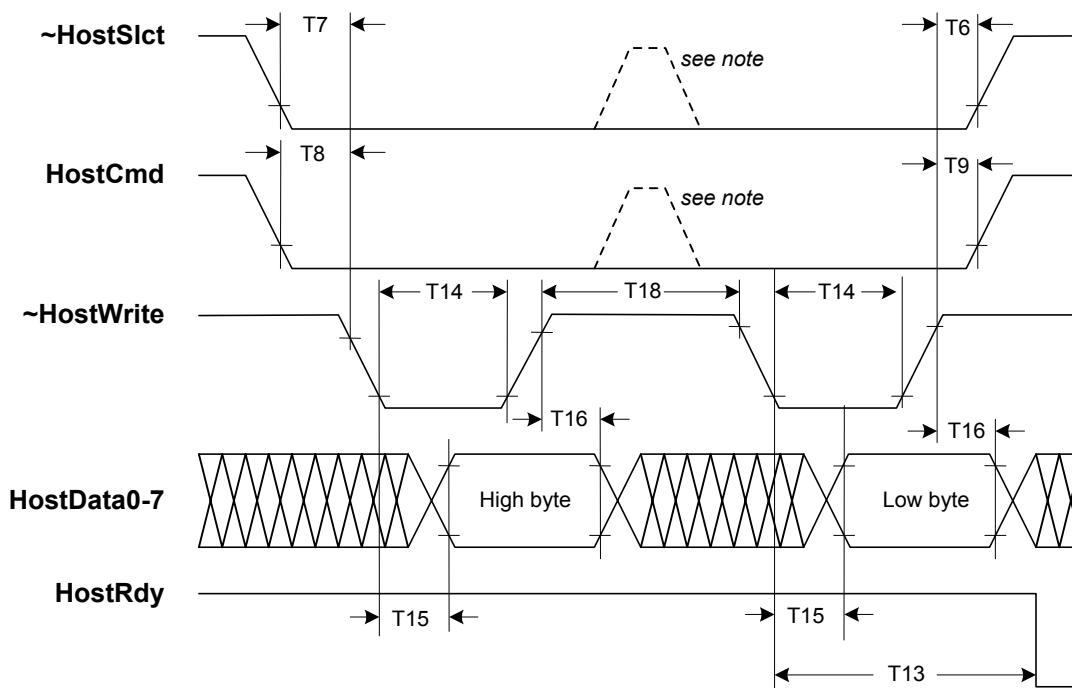 ~HostSlct
T7
T6
see note
HostCmd
T8
T9
see note
~HostWrite
T14
T18
T14
T16
T16
HostData0-7
High byte
Low byte
HostRdy
T15
T15
T13